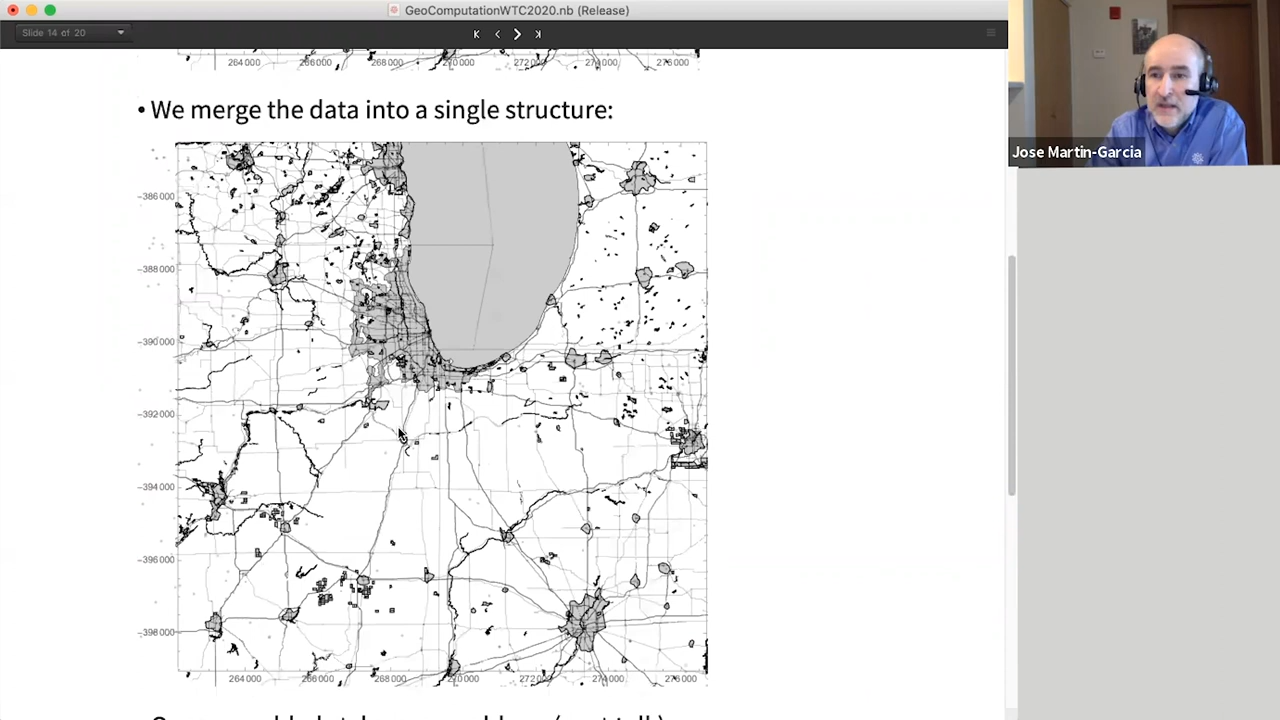 GeoComputationWTC2020.nb (Release)
Slide 14 of 20
264 000 266 000 268 000 270 000 272 000 274 000 276 000
• We merge the data into a single structure:
−386 000
−388 000
−390 000
−392 000
−394 000
−396 000
−398 000
264 000 266 000 268 000 270 000 272 000 274 000 276 000
Jose Martin-Garcia